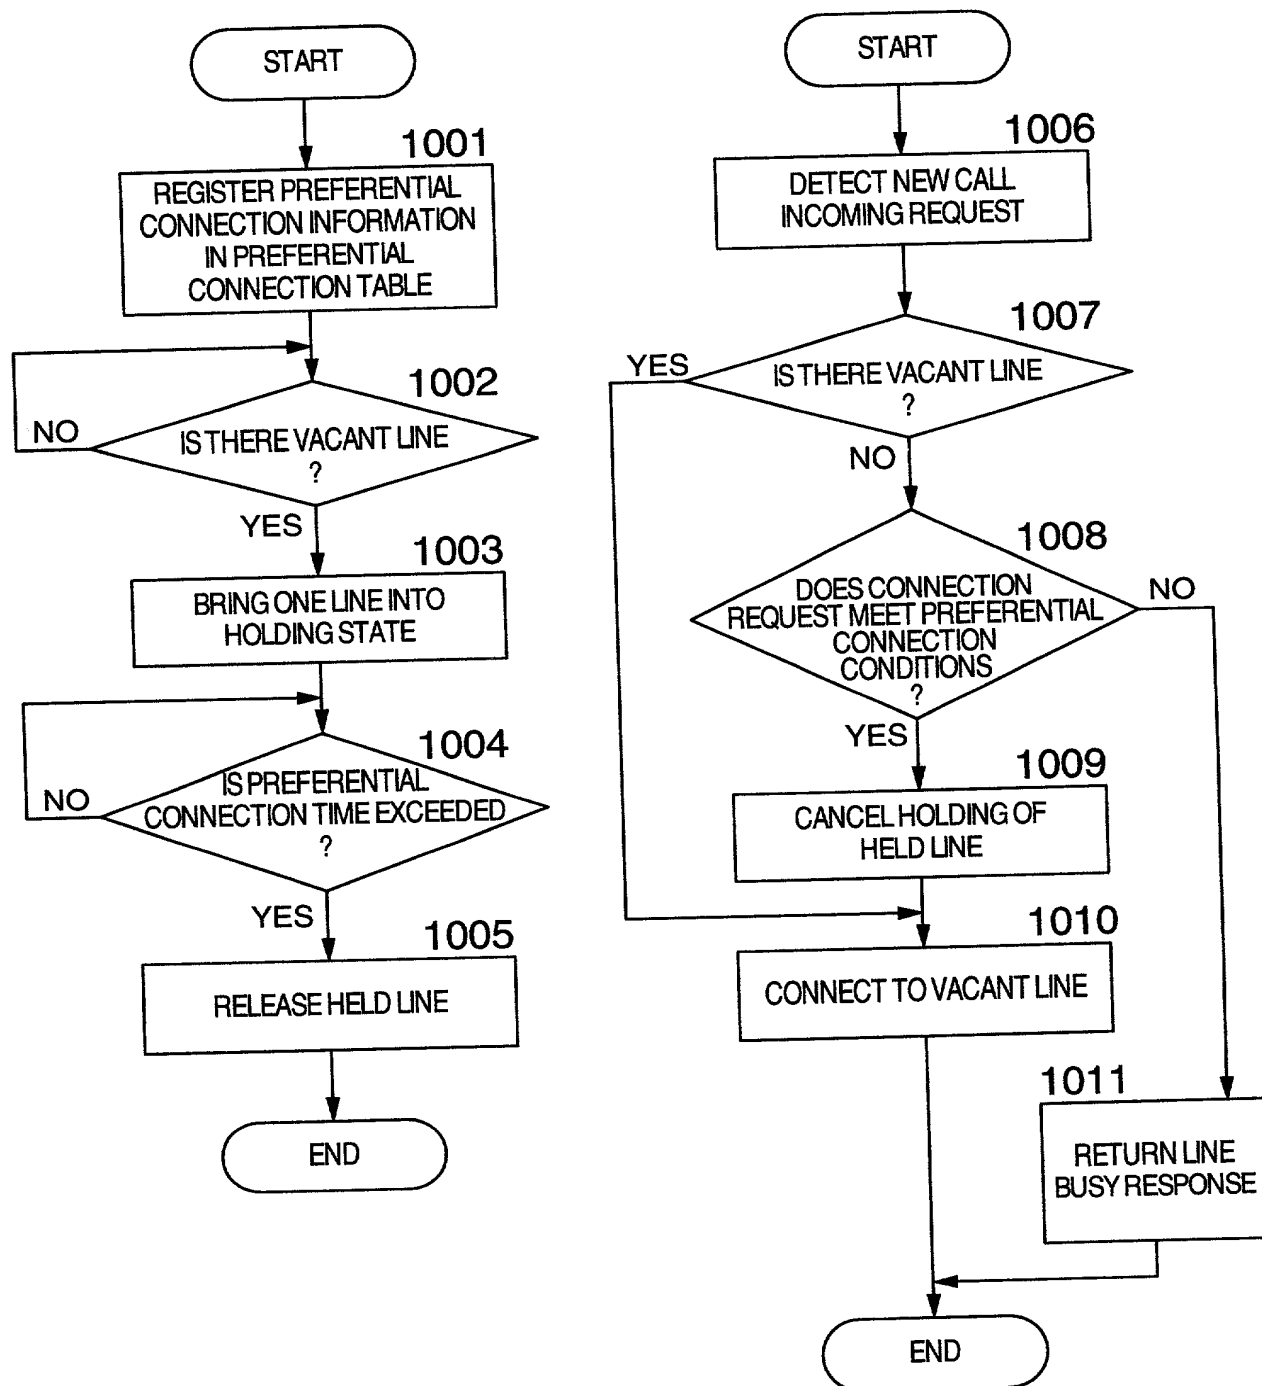 START
1001
REGISTER PREFERENTIAL
CONNECTION INFORMATION
IN PREFERENTIAL
CONNECTION TABLE
1002
NO
IS THERE VACANT LINE
?
YES
1003
BRING ONE LINE INTO
HOLDING STATE
1004
IS PREFERENTIAL
NO
CONNECTION TIME EXCEEDED
?
YES
1005
RELEASE HELD LINE
END
START
1006
DETECT NEW CALL
INCOMING REQUEST
1007
YES
IS THERE VACANT LINE
?
NO
1008
DOES CONNECTION
NO
REQUEST MEET PREFERENTIAL
CONNECTION
CONDITIONS
?
YES
1009
CANCEL HOLDING OF
HELD LINE
1010
CONNECT TO VACANT LINE
1011
RETURN LINE
BUSY RESPONSE
END